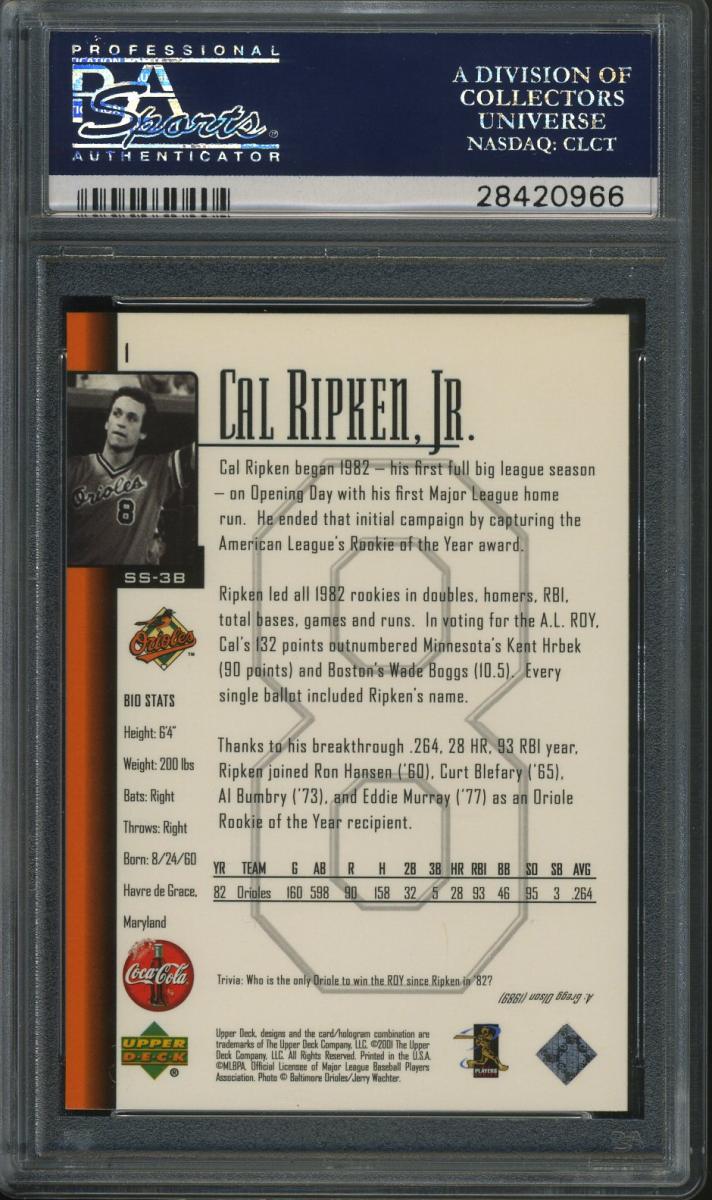 PROFESSIONAL
PSA
Sports
AUTHENTICATOR
A DIVISION OF
COLLECTORS
UNIVERSE
NASDAQ: CLCT
28420966
1
CAL RIPKEN, JR.
Orioles
8
SS-3B
Orioles
BIO STATS
Height: 6'4"
Weight: 200 lbs
Bats: Right
Throws: Right
Born: 8/24/60
Havre de Grace,
Maryland
Coca-Cola
UPPER
DECK
Cal Ripken began 1982 — his first full big league season
— on Opening Day with his first Major League home
run. He ended that initial campaign by capturing the
American League's Rookie of the Year award.
Ripken led all 1982 rookies in doubles, homers, RBI,
total bases, games and runs. In voting for the A.L. ROY,
Cal's 132 points outnumbered Minnesota's Kent Hrbek
(90 points) and Boston's Wade Boggs (10.5). Every
single ballot included Ripken's name.
Thanks to his breakthrough .264, 28 HR, 93 RBI year,
Ripken joined Ron Hansen ('60), Curt Blefary ('65),
Al Bumbry ('73), and Eddie Murray ('77) as an Oriole
Rookie of the Year recipient.
8
YR TEAM G AB R H 2B 3B HR RBI BB SO SB AVG
82 Orioles 160 598 90 158 32 5 28 93 46 95 3 .264
Trivia: Who is the only Oriole to win the ROY since Ripken in '82?
A: Gregg Olson (1989)
Upper Deck, designs and the card/hologram combination are
trademarks of The Upper Deck Company, LLC. ©2001 The Upper
Deck Company, LLC. All Rights Reserved. Printed in the U.S.A.
©MLBPA. Official Licensee of Major League Baseball Players
Association. Photo © Baltimore Orioles/Jerry Wachter.
PLAYERS